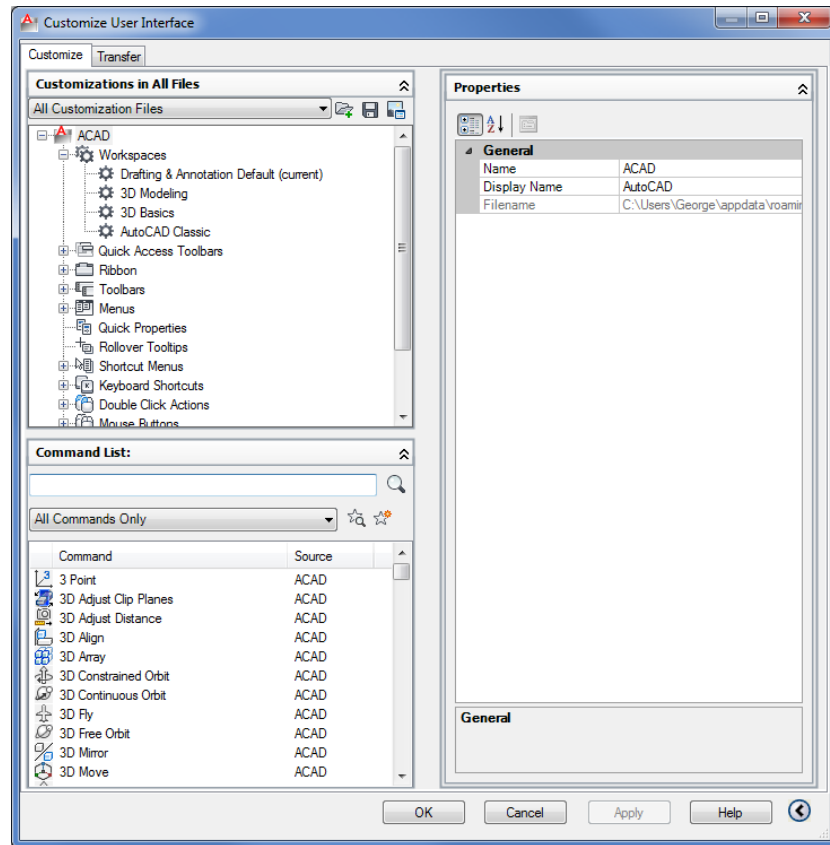 Customize User Interface
Customize Transfer
Customizations in All Files
All Customization Files
ACAD
Workspaces
Drafting & Annotation Default (current)
3D Modeling
3D Basics
AutoCAD Classic
Quick Access Toolbars
Ribbon
Toolbars
Menus
Quick Properties
Rollover Tooltips
Shortcut Menus
Keyboard Shortcuts
Double Click Actions
Mouse Buttons
Command List:
All Commands Only
Command Source
3 Point ACAD
3D Adjust Clip Planes ACAD
3D Adjust Distance ACAD
3D Align ACAD
3D Array ACAD
3D Constrained Orbit ACAD
3D Continuous Orbit ACAD
3D Fly ACAD
3D Free Orbit ACAD
3D Mirror ACAD
3D Move ACAD
Properties
General
Name ACAD
Display Name AutoCAD
Filename C:\Users\George\appdata\roamin
General
OK Cancel Apply Help